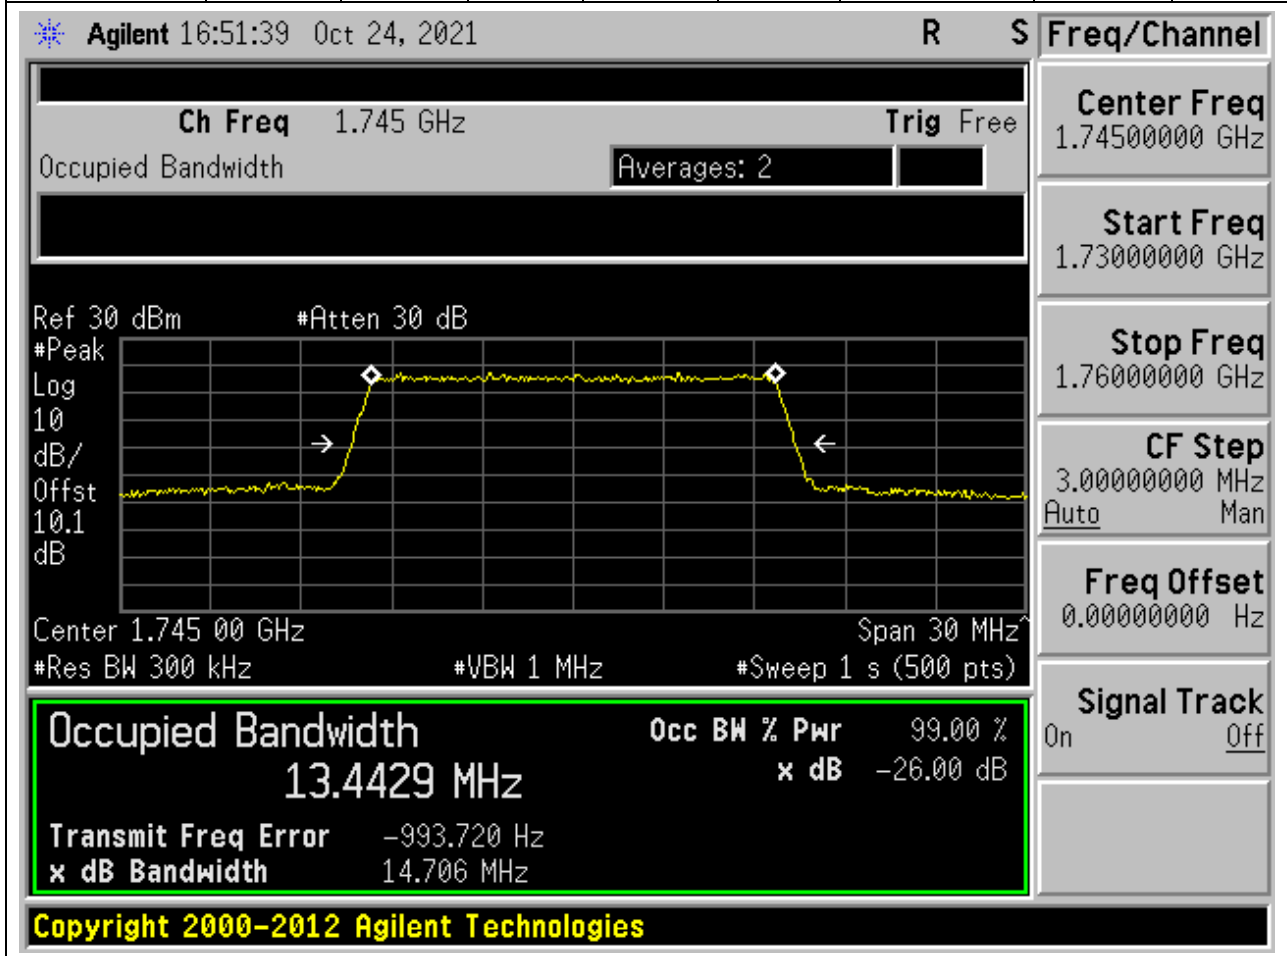 Agilent 16:51:39 Oct 24, 2021 R S
Freq/Channel
Ch Freq 1.745 GHz Trig Free
Occupied Bandwidth Averages: 2
Center Freq
1.74500000 GHz
Start Freq
1.73000000 GHz
Stop Freq
1.76000000 GHz
CF Step
3.00000000 MHz
Auto Man
Freq Offset
0.00000000 Hz
Signal Track
On Off
Ref 30 dBm #Atten 30 dB
#Peak
Log
10
dB/
Offst
10.1
dB
Center 1.745 00 GHz Span 30 MHz^
#Res BW 300 kHz #VBW 1 MHz #Sweep 1 s (500 pts)
Occupied Bandwidth Occ BW % Pwr 99.00 %
13.4429 MHz x dB -26.00 dB
Transmit Freq Error -993.720 Hz
x dB Bandwidth 14.706 MHz
Copyright 2000-2012 Agilent Technologies